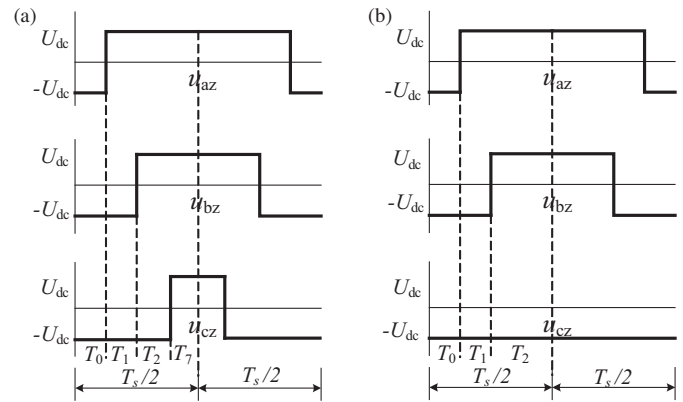 (a)
U_dc
-U_dc
u_az
U_dc
-U_dc
u_bz
U_dc
-U_dc
u_cz
T_0 T_1 T_2 T_7
T_s/2 T_s/2
(b)
U_dc
-U_dc
u_az
U_dc
-U_dc
u_bz
U_dc
-U_dc
u_cz
T_0 T_1 T_2
T_s/2 T_s/2